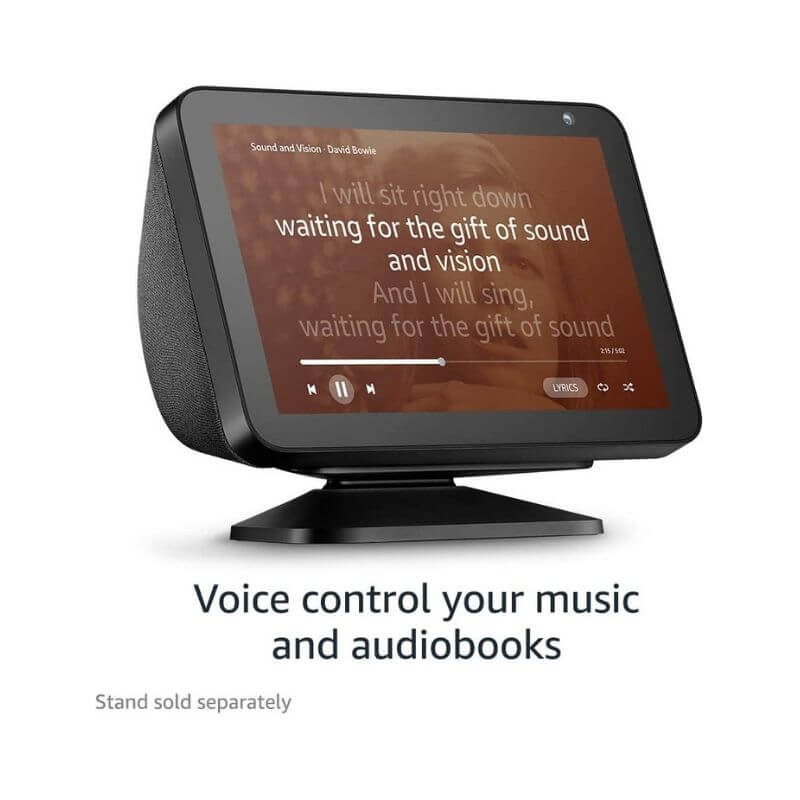 Sound and Vision · David Bowie
I will sit right down
waiting for the gift of sound
and vision
And I will sing,
waiting for the gift of sound
2:15 / 5:02
LYRICS
Voice control your music
and audiobooks
Stand sold separately